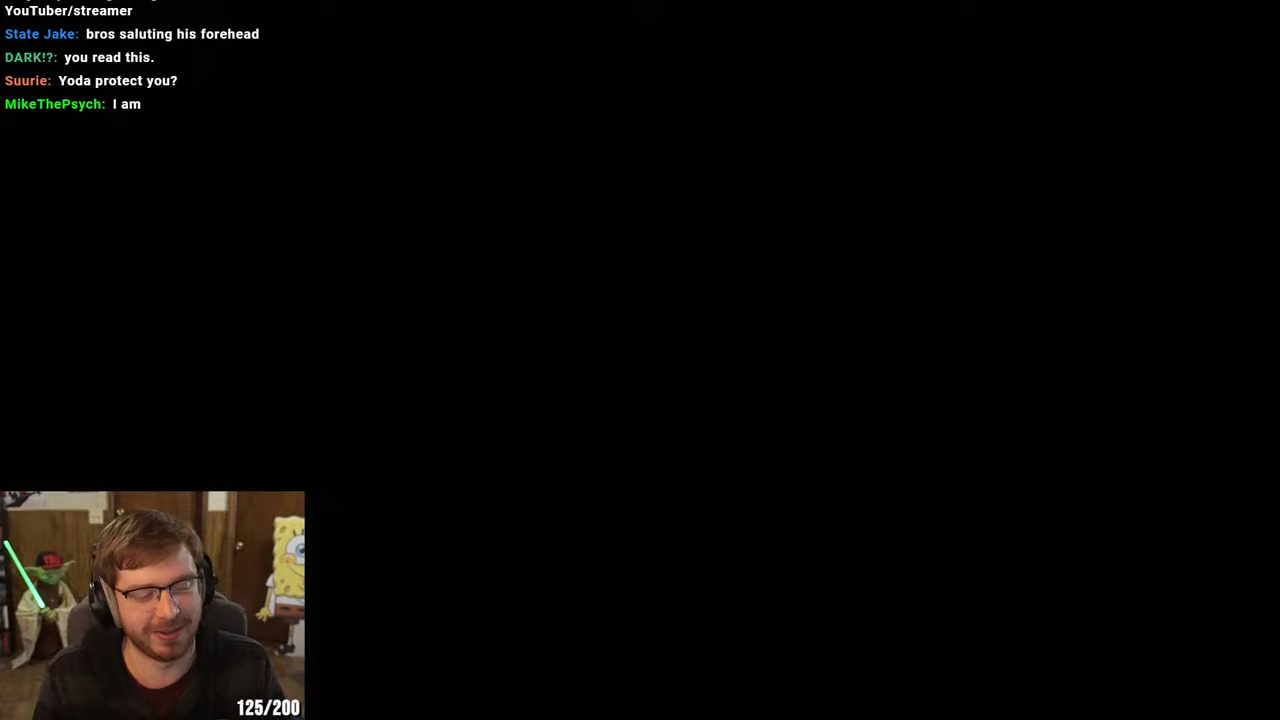 YouTuber/streamer
State Jake: bros saluting his forehead
DARK!?: you read this.
Suurie: Yoda protect you?
MikeThePsych: I am
125/200